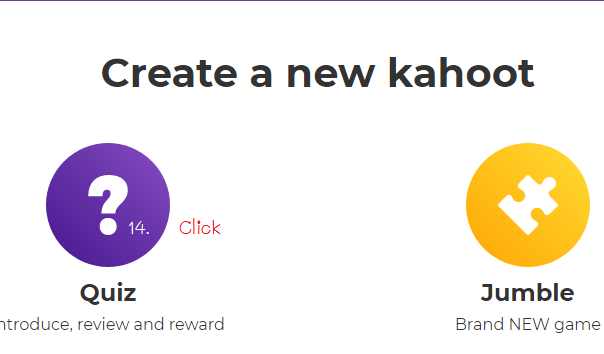 Create a new kahoot
?
14. Click
Quiz
Jumble
ntroduce, review and reward
Brand NEW game